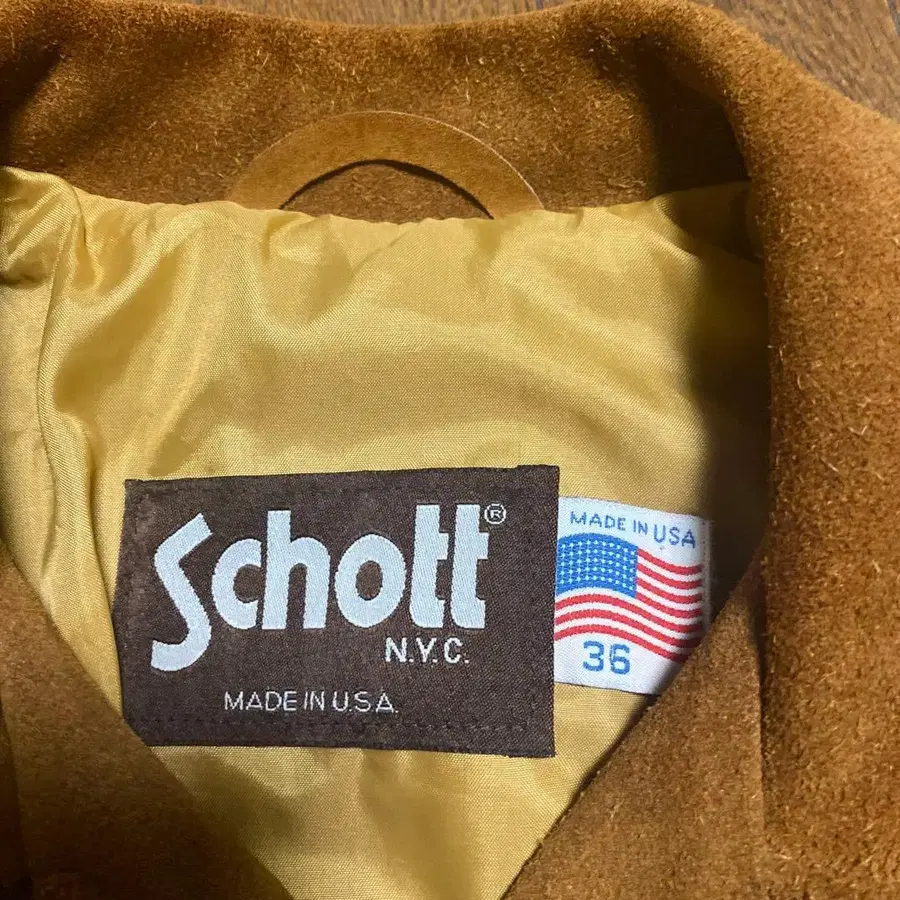 Schott®
N.Y.C.
MADE IN U.S.A.
MADE IN USA
36